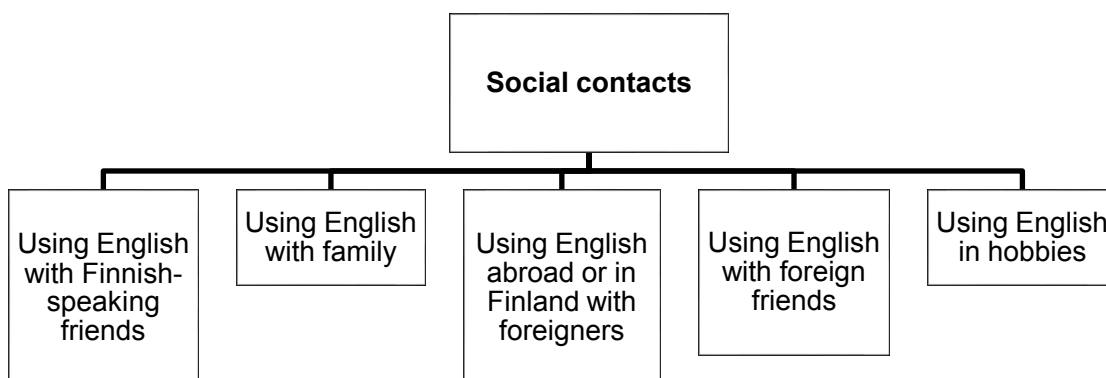 Social contacts
Using English
with Finnish-
speaking
friends
Using English
with family
Using English
abroad or in
Finland with
foreigners
Using English
with foreign
friends
Using English
in hobbies